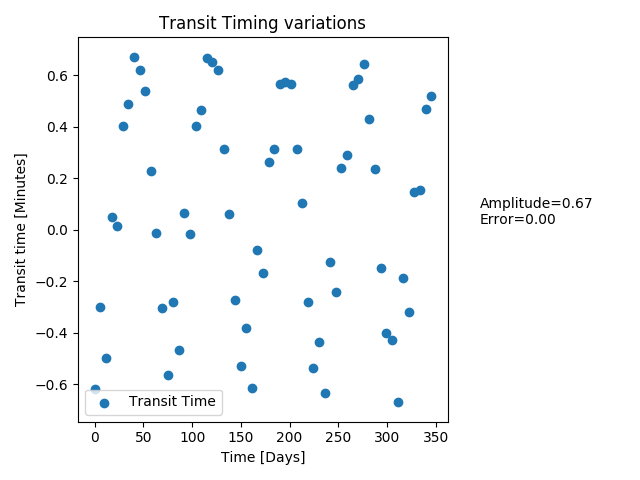 Transit Timing variations
Transit time [Minutes]
0.6
0.4
0.2
0.0
−0.2
−0.4
−0.6
Transit Time
0 50 100 150 200 250 300 350
Time [Days]
Amplitude=0.67
Error=0.00